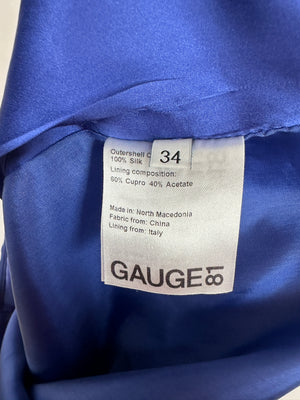 Outershell C
34
100% Silk
Lining composition:
60% Cupro 40% Acetate
Made in: North Macedonia
Fabric from: China
Lining from: Italy
GAUGE81